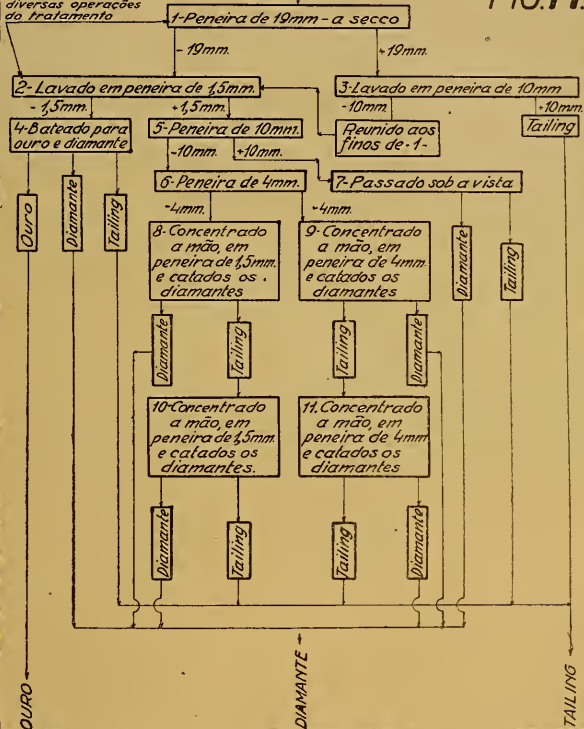 diversas operações
do tratamento
FIG. 11.
1-Peneira de 19mm-a secco
-19mm.
+19mm.
2-Lavado em peneira de 1,5mm.
3-Lavado em peneira de 10mm
-1,5mm.
+1,5mm.
-10mm.
+10mm.
4-Bateado para
ouro e diamante
5-Peneira de 10mm.
Reunido aos
finos de -1-
Tailing
-10mm.
+10mm.
6-Peneira de 4mm.
7-Passado sob a vista
Ouro
Diamante
Tailing
-4mm.
+4mm.
8-Concentrado
a mão, em
peneira de 1,5mm
e catados os
diamantes
9-Concentrado
a mão, em
peneira de 4mm
e catados os
diamantes
Diamante
Tailing
Diamante
Tailing
Tailing
Diamante
10-Concentrado
a mão, em
peneira de 1,5mm
e catados os
diamantes.
11.Concentrado
a mão, em
peneira de 4mm
e catados os
diamantes
Diamante
Tailing
Tailing
Diamante
OURO
DIAMANTE
TAILING